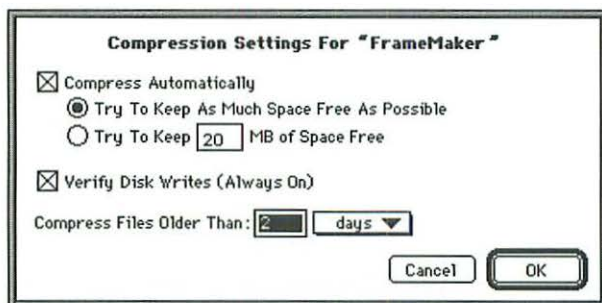 Compression Settings For "FrameMaker"
Compress Automatically
Try To Keep As Much Space Free As Possible
Try To Keep 20 MB of Space Free
Verify Disk Writes (Always On)
Compress Files Older Than: 2 days
Cancel OK